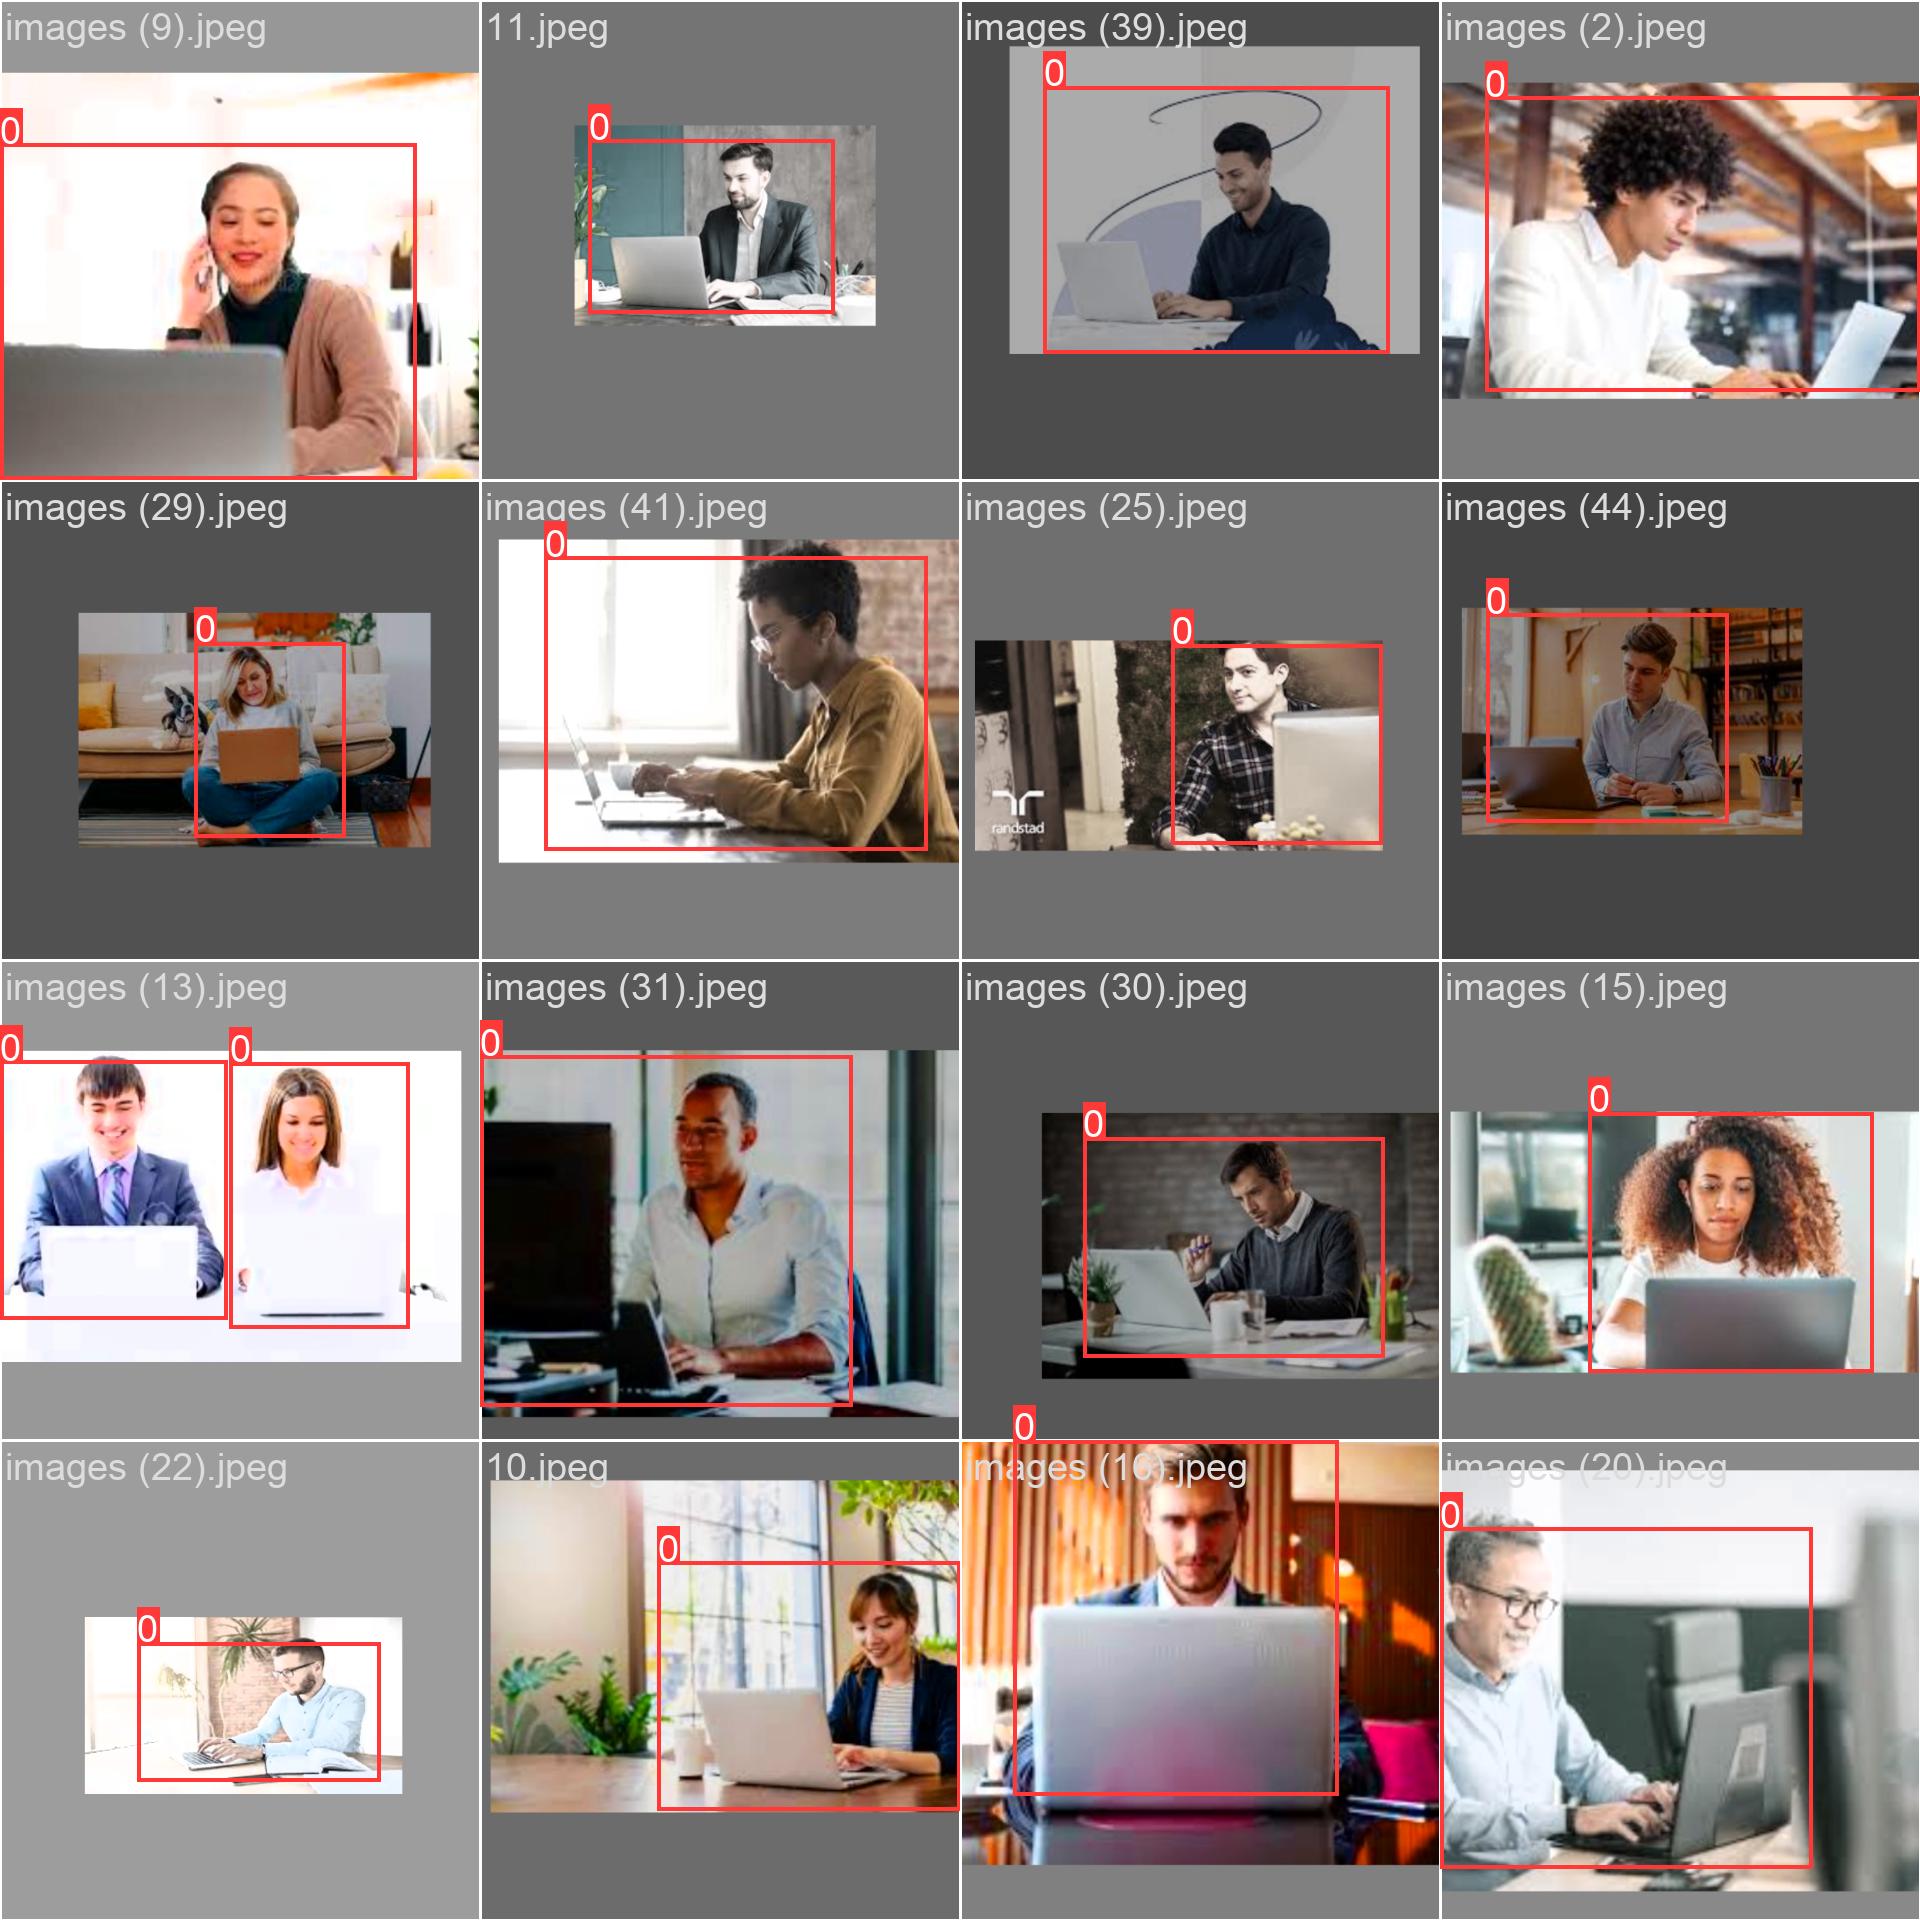 images (9).jpeg
0
11.jpeg
0
images (39).jpeg
0
images (2).jpeg
0
images (29).jpeg
0
images (41).jpeg
0
images (25).jpeg
0
randstad
images (44).jpeg
0
images (13).jpeg
0
0
images (31).jpeg
0
images (30).jpeg
0
images (15).jpeg
0
images (22).jpeg
0
10.jpeg
0
images (16).jpeg
0
images (20).jpeg
0